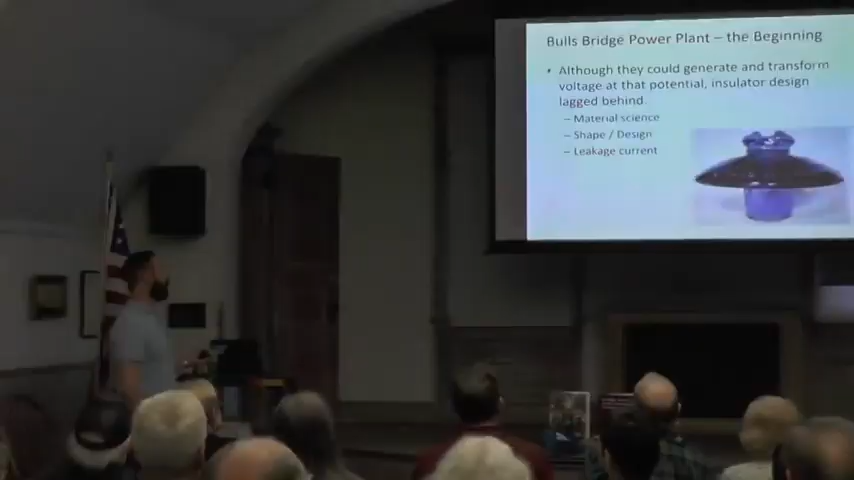 Bulls Bridge Power Plant – the Beginning
• Although they could generate and transform
voltage at that potential, insulator design
lagged behind
– Material science
– Shape / Design
– Leakage current